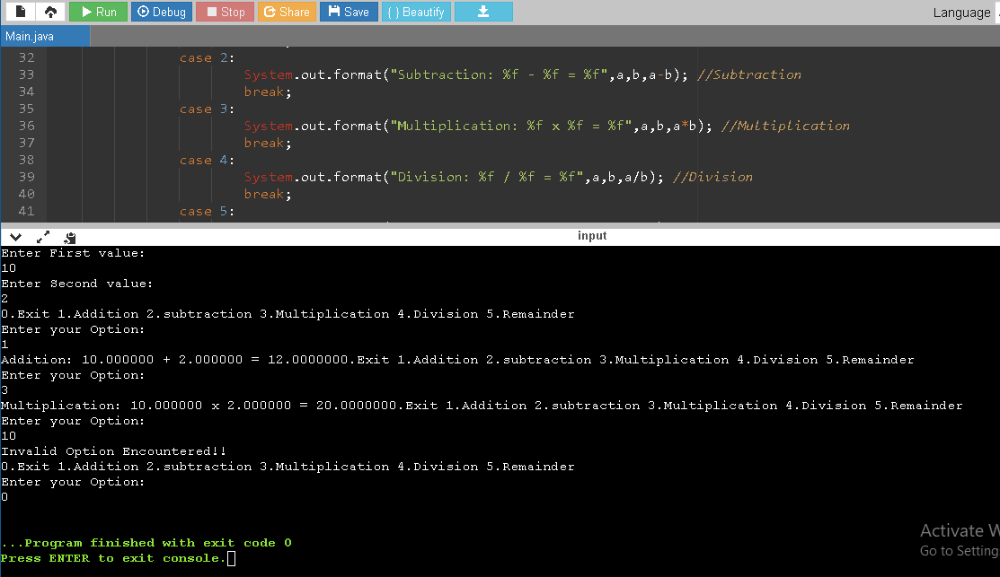 Run Debug Stop Share Save { } Beautify Language
Main.java
32 case 2:
33 System.out.format("Subtraction: %f - %f = %f",a,b,a-b); //Subtraction
34 break;
35 case 3:
36 System.out.format("Multiplication: %f x %f = %f",a,b,a*b); //Multiplication
37 break;
38 case 4:
39 System.out.format("Division: %f / %f = %f",a,b,a/b); //Division
40 break;
41 case 5:
input
Enter First value:
10
Enter Second value:
2
0.Exit 1.Addition 2.subtraction 3.Multiplication 4.Division 5.Remainder
Enter your Option:
1
Addition: 10.000000 + 2.000000 = 12.0000000.Exit 1.Addition 2.subtraction 3.Multiplication 4.Division 5.Remainder
Enter your Option:
3
Multiplication: 10.000000 x 2.000000 = 20.0000000.Exit 1.Addition 2.subtraction 3.Multiplication 4.Division 5.Remainder
Enter your Option:
10
Invalid Option Encountered!!
0.Exit 1.Addition 2.subtraction 3.Multiplication 4.Division 5.Remainder
Enter your Option:
0
...Program finished with exit code 0
Press ENTER to exit console.
Activate W
Go to Setting